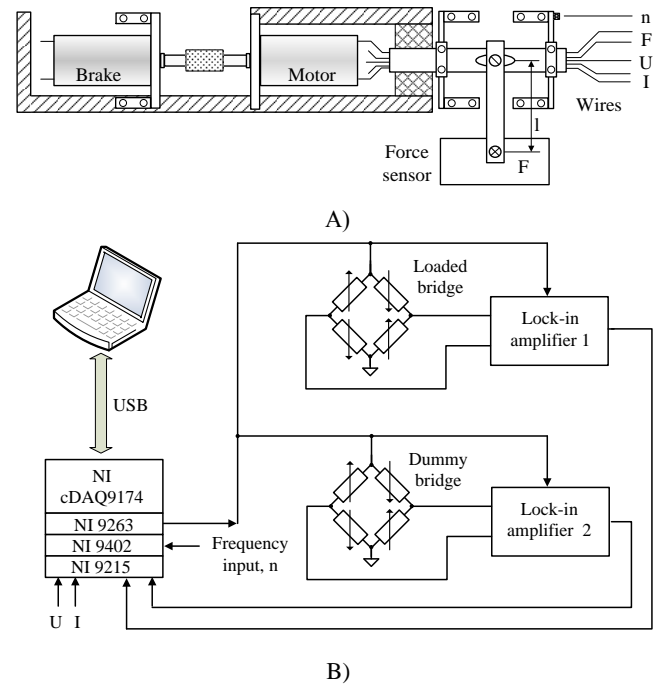 Brake
Motor
n
F
U
I
Wires
l
F
Force
sensor
A)
Loaded
bridge
Lock-in
amplifier 1
USB
NI
cDAQ9174
NI 9263
NI 9402
NI 9215
Frequency
input, n
U I
Dummy
bridge
Lock-in
amplifier 2
B)